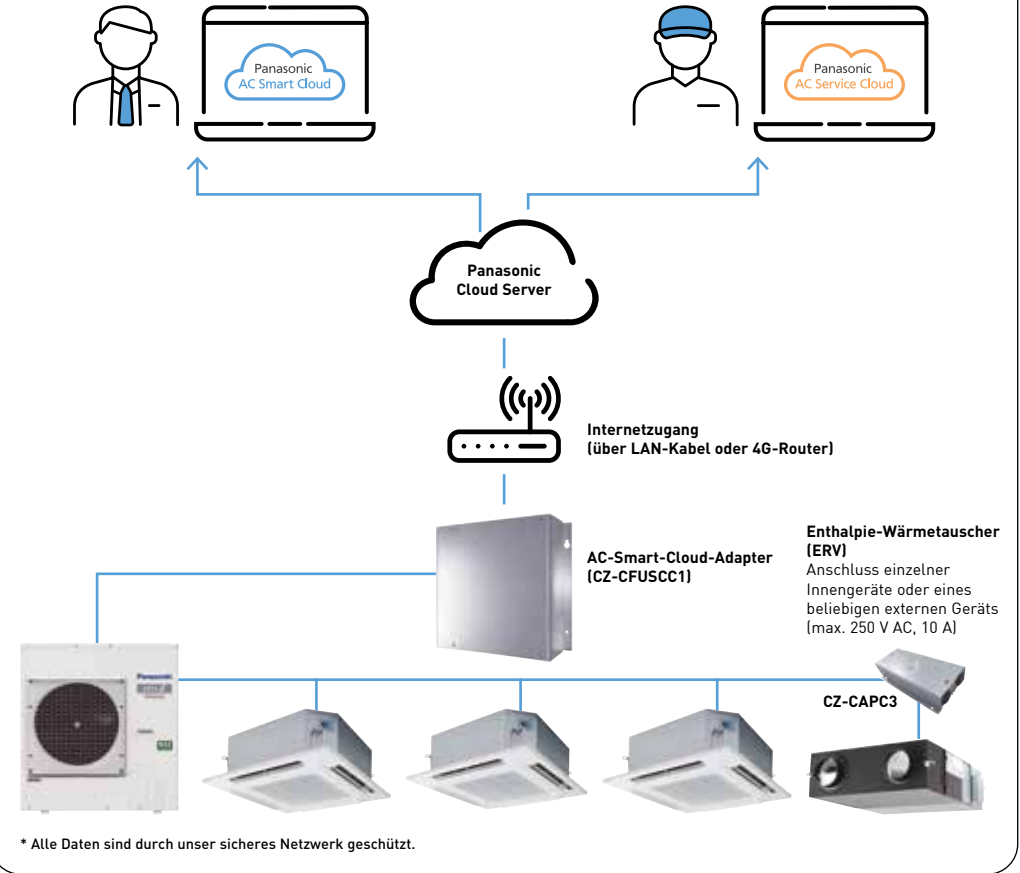 Panasonic
AC Smart Cloud
Panasonic
AC Service Cloud
Panasonic
Cloud Server
Internetzugang
(über LAN-Kabel oder 4G-Router)
AC-Smart-Cloud-Adapter
(CZ-CFUSCC1)
Enthalpie-Wärmetauscher
(ERV)
Anschluss einzelner
Innengeräte oder eines
beliebigen externen Geräts
(max. 250 V AC, 10 A)
CZ-CAPC3
Panasonic
* Alle Daten sind durch unser sicheres Netzwerk geschützt.